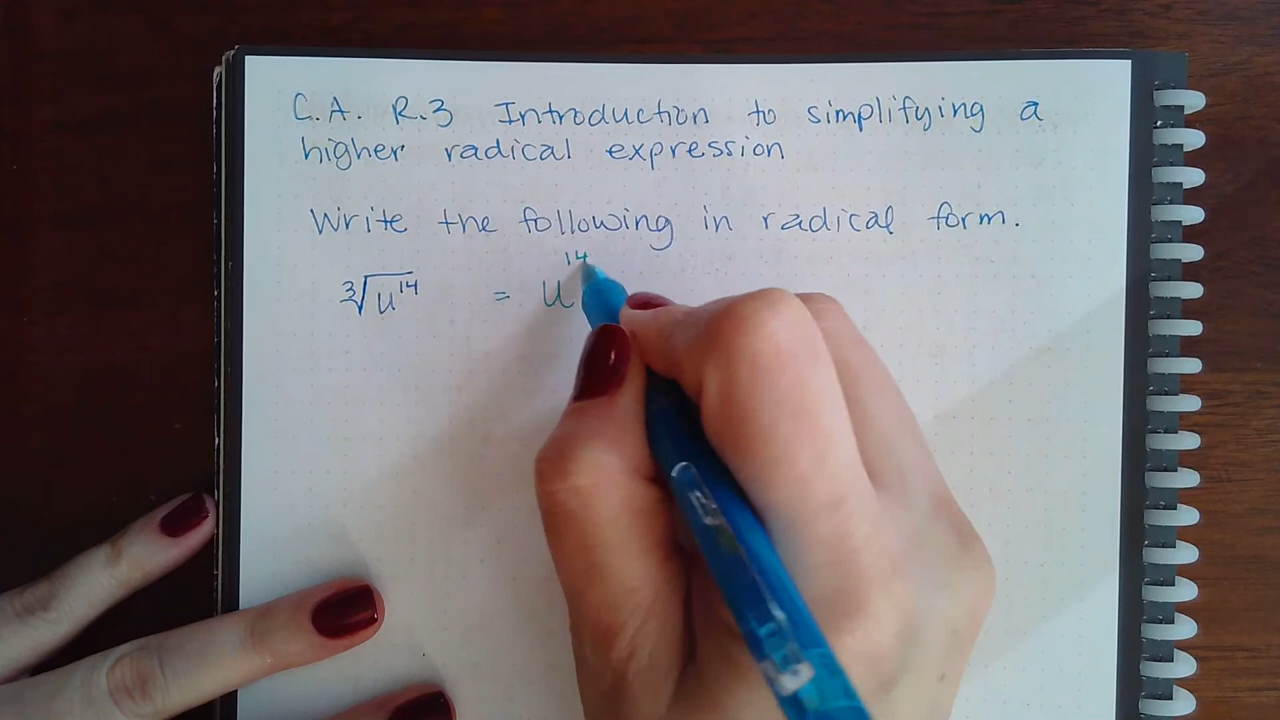 C.A. R.3 Introduction to simplifying a
higher radical expression
Write the following in radical form.
∛u¹⁴ = u¹⁴